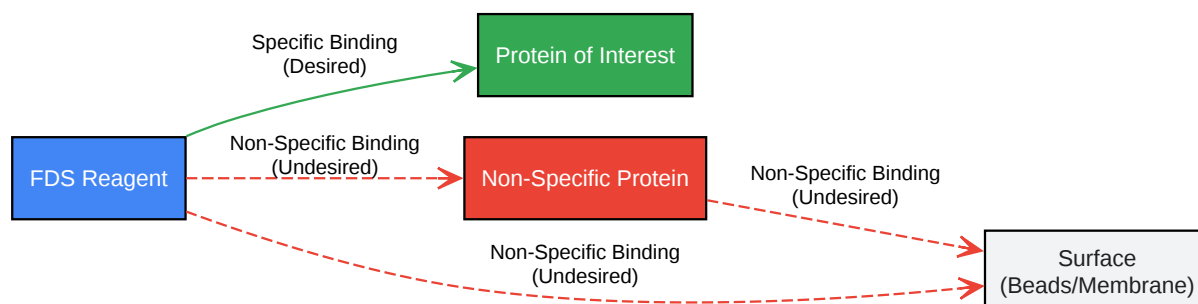 Specific Binding
(Desired)
Protein of Interest
FDS Reagent
Non-Specific Binding
(Undesired)
Non-Specific Protein
Non-Specific Binding
(Undesired)
Non-Specific Binding
(Undesired)
Surface
(Beads/Membrane)